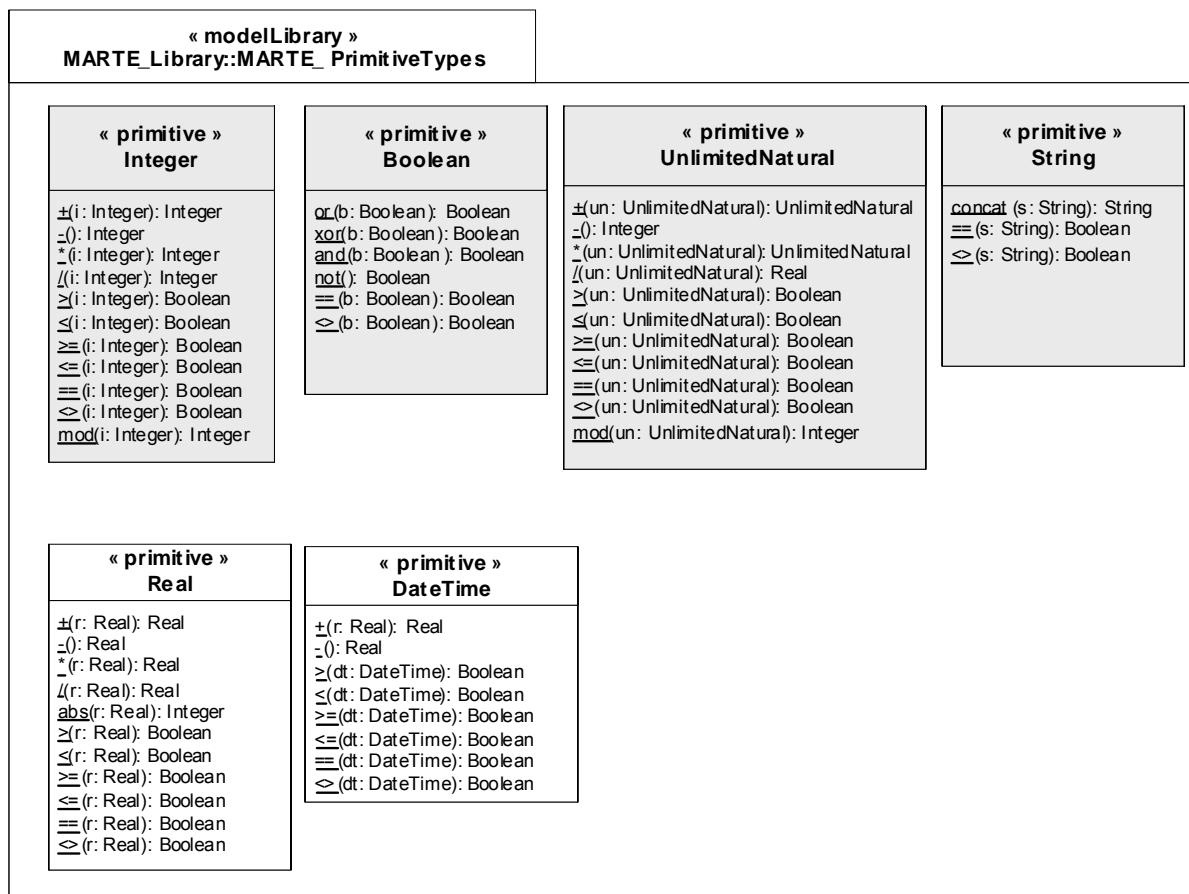 « modelLibrary »
MARTE_Library::MARTE_ PrimitiveTypes
« primitive »
Integer
+(i: Integer): Integer
-(): Integer
*(i: Integer): Integer
/(i: Integer): Integer
>(i: Integer): Boolean
<(i: Integer): Boolean
>=(i: Integer): Boolean
<=(i: Integer): Boolean
==(i: Integer): Boolean
<>(i: Integer): Boolean
mod(i: Integer): Integer
« primitive »
Boolean
or(b: Boolean): Boolean
xor(b: Boolean): Boolean
and(b: Boolean): Boolean
not(): Boolean
==(b: Boolean): Boolean
<>(b: Boolean): Boolean
« primitive »
UnlimitedNatural
+(un: UnlimitedNatural): UnlimitedNatural
-(): Integer
*(un: UnlimitedNatural): UnlimitedNatural
/(un: UnlimitedNatural): Real
>(un: UnlimitedNatural): Boolean
<(un: UnlimitedNatural): Boolean
>=(un: UnlimitedNatural): Boolean
<=(un: UnlimitedNatural): Boolean
==(un: UnlimitedNatural): Boolean
<>(un: UnlimitedNatural): Boolean
mod(un: UnlimitedNatural): Integer
« primitive »
String
concat (s: String): String
==(s: String): Boolean
<>(s: String): Boolean
« primitive »
Real
+(r: Real): Real
-(): Real
*(r: Real): Real
/(r: Real): Real
abs(r: Real): Integer
>(r: Real): Boolean
<(r: Real): Boolean
>=(r: Real): Boolean
<=(r: Real): Boolean
==(r: Real): Boolean
<>(r: Real): Boolean
« primitive »
DateTime
+(r: Real): Real
-(): Real
>(dt: DateTime): Boolean
<(dt: DateTime): Boolean
>=(dt: DateTime): Boolean
<=(dt: DateTime): Boolean
==(dt: DateTime): Boolean
<>(dt: DateTime): Boolean